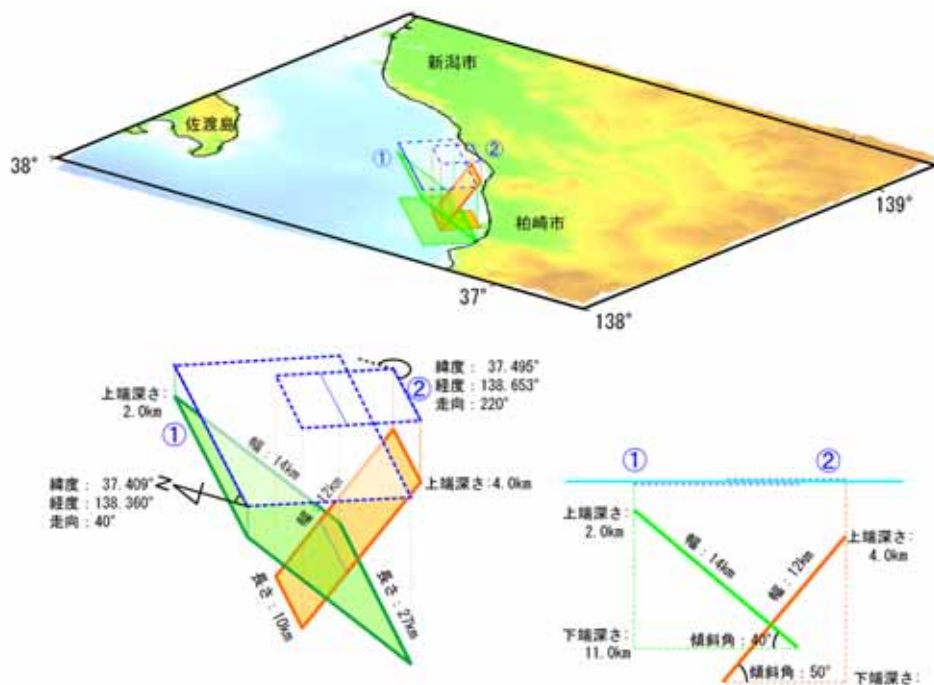 新潟市
佐渡島
①
②
38°
139°
柏崎市
37°
138°
緯度： 37.495°
経度：138.653°
走向：220°
上端深さ：
2.0km
②
①
幅：14km
幅：12km
①
②
緯度： 37.409°
経度：138.360°
走向：40°
N
上端深さ:4.0km
上端深さ：
2.0km
上端深さ：
4.0km
幅：14km
幅：12km
長さ：10km
長さ：27km
下端深さ：
11.0km
傾斜角：40°
傾斜角：50°
下端深さ：